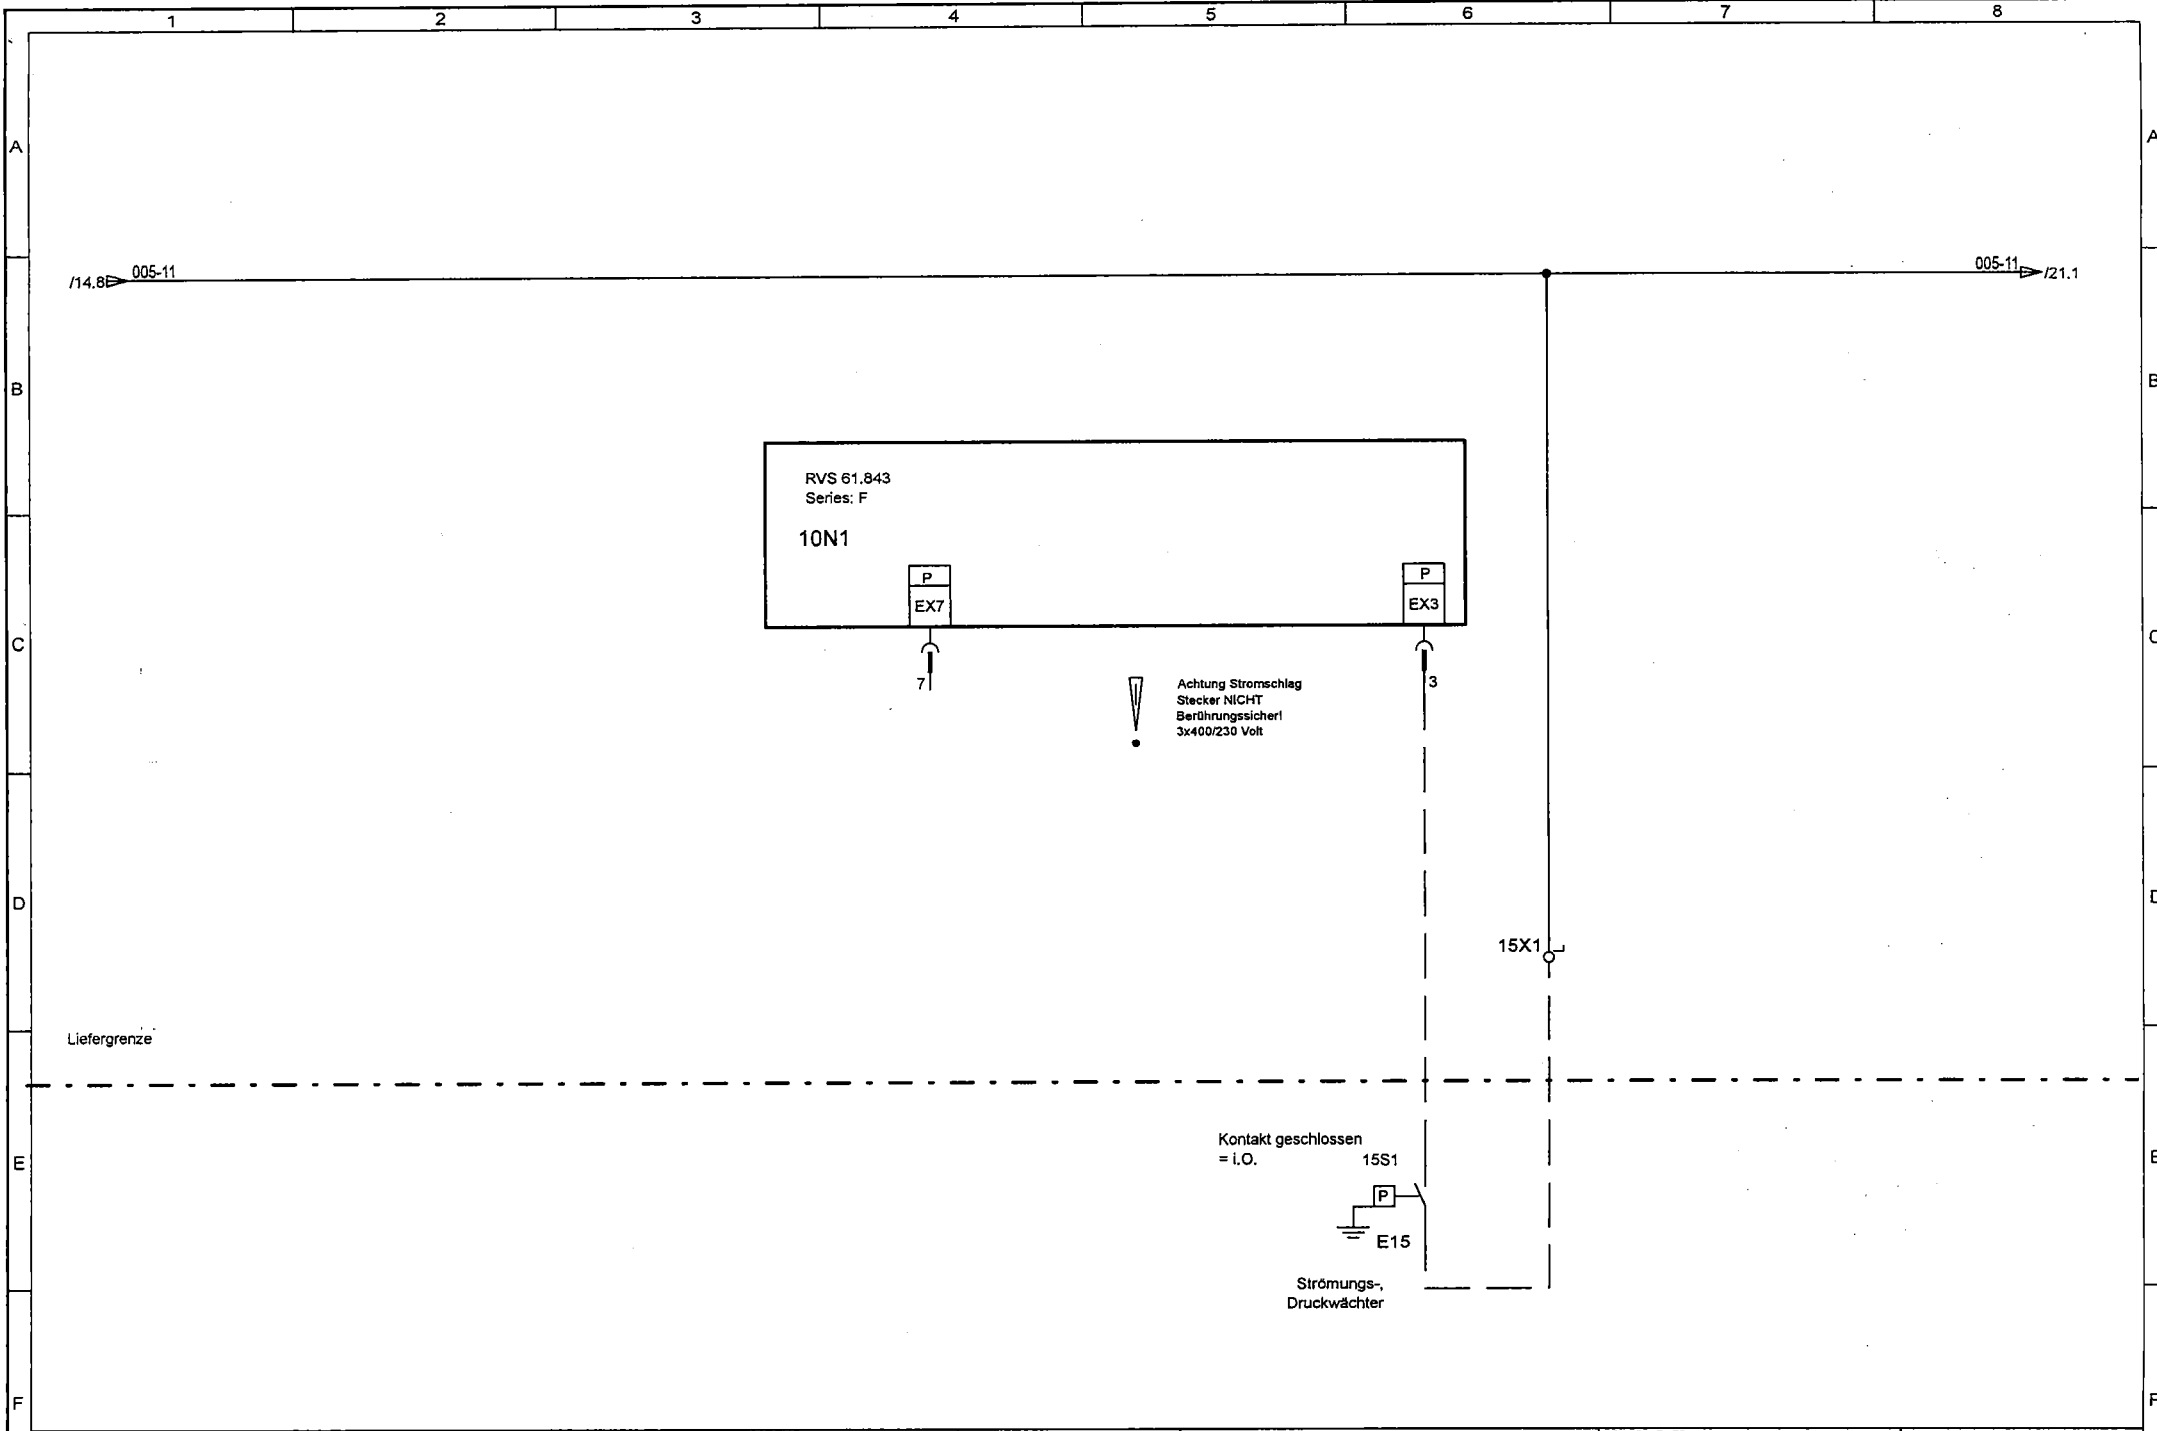 1 2 3 4 5 6 7 8
A A
/14.8 005-11 005-11 /21.1
B B
RVS 61.843
Series: F
10N1
P P
EX7 EX3
C C
7 3
Achtung Stromschlag
Stecker NICHT
Berührungssicher!
3x400/230 Volt
D D
15X1 L
Liefergrenze
Kontakt geschlossen
= i.O. 15S1
E E
P
E15
Strömungs-,
Druckwächter
F F